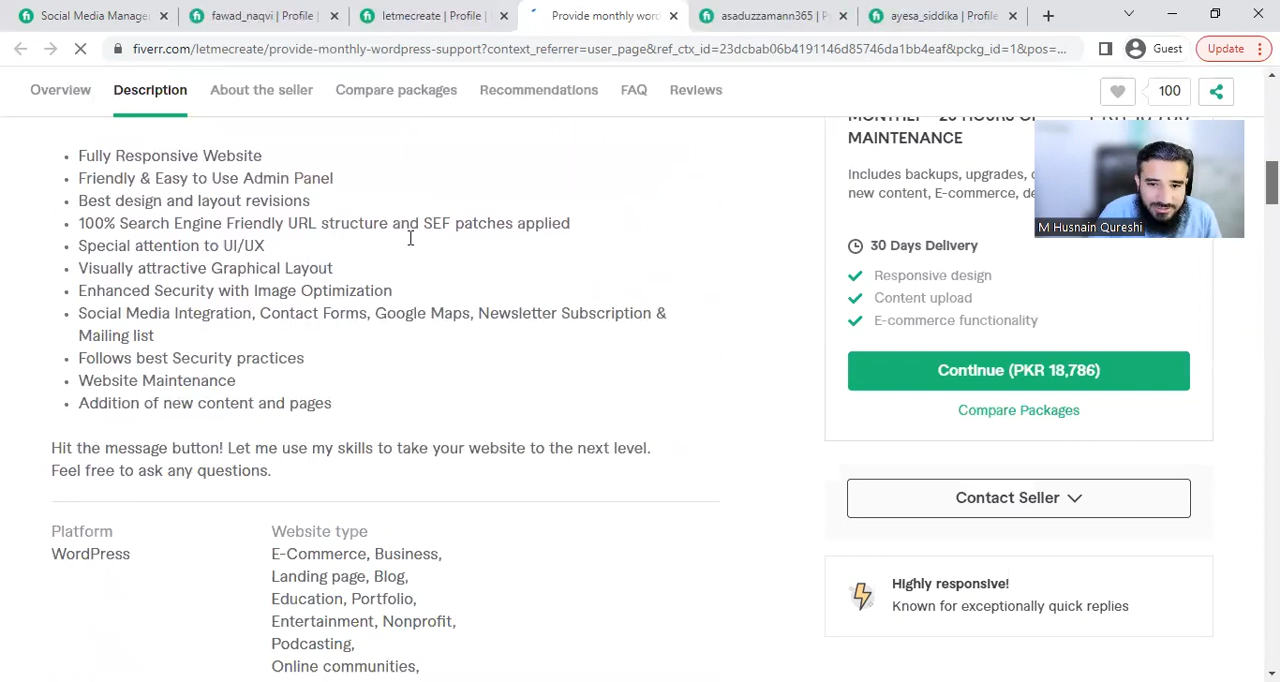 Social Media Manage
fawad_naqvi | Profile |
letmecreate | Profile |
Provide monthly word
asaduzzamann365 | P
ayesa_siddika | Profile
fiverr.com/letmecreate/provide-monthly-wordpress-support?context_referrer=user_page&ref_ctx_id=23dcbab06b4191146d85746da1bb4eaf&pckg_id=1&pos=...
Guest
Update
Overview
Description
About the seller
Compare packages
Recommendations
FAQ
Reviews
100
• Fully Responsive Website
• Friendly & Easy to Use Admin Panel
• Best design and layout revisions
• 100% Search Engine Friendly URL structure and SEF patches applied
• Special attention to UI/UX
• Visually attractive Graphical Layout
• Enhanced Security with Image Optimization
• Social Media Integration, Contact Forms, Google Maps, Newsletter Subscription &
Mailing list
• Follows best Security practices
• Website Maintenance
• Addition of new content and pages
Hit the message button! Let me use my skills to take your website to the next level.
Feel free to ask any questions.
Platform
WordPress
Website type
E-Commerce, Business,
Landing page, Blog,
Education, Portfolio,
Entertainment, Nonprofit,
Podcasting,
Online communities,
MAINTENANCE
Includes backups, upgrades,
new content, E-commerce, de
M Husnain Qureshi
30 Days Delivery
Responsive design
Content upload
E-commerce functionality
Continue (PKR 18,786)
Compare Packages
Contact Seller
Highly responsive!
Known for exceptionally quick replies